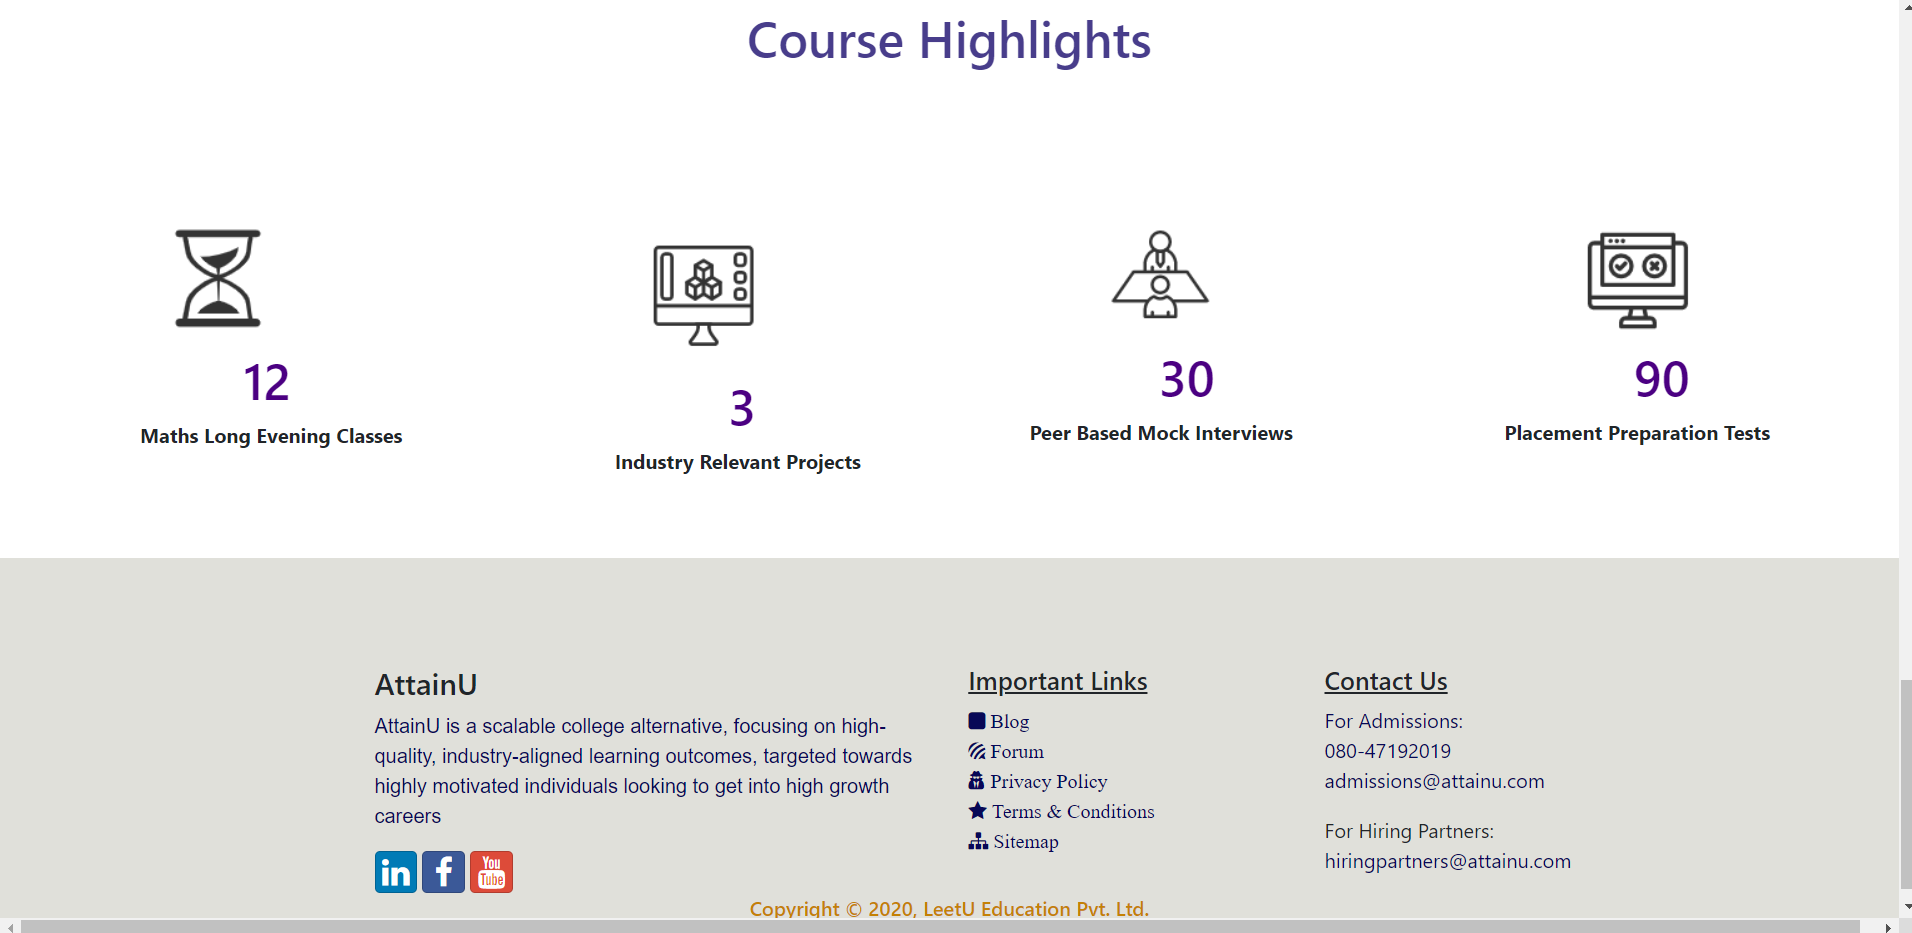 Course Highlights
12
Maths Long Evening Classes
3
Industry Relevant Projects
30
Peer Based Mock Interviews
90
Placement Preparation Tests
AttainU
AttainU is a scalable college alternative, focusing on high-
quality, industry-aligned learning outcomes, targeted towards
highly motivated individuals looking to get into high growth
careers
in f You Tube
Important Links
Blog
Forum
Privacy Policy
Terms & Conditions
Sitemap
Contact Us
For Admissions:
080-47192019
admissions@attainu.com
For Hiring Partners:
hiringpartners@attainu.com
Copyright © 2020, LeetU Education Pvt. Ltd.